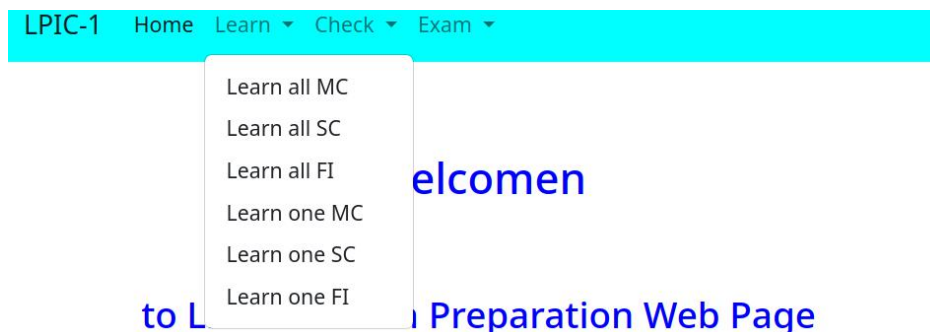 LPIC-1 Home Learn Check Exam
Learn all MC
Learn all SC
Learn all FI
elcomen
Learn one MC
Learn one SC
Learn one FI
to L Preparation Web Page